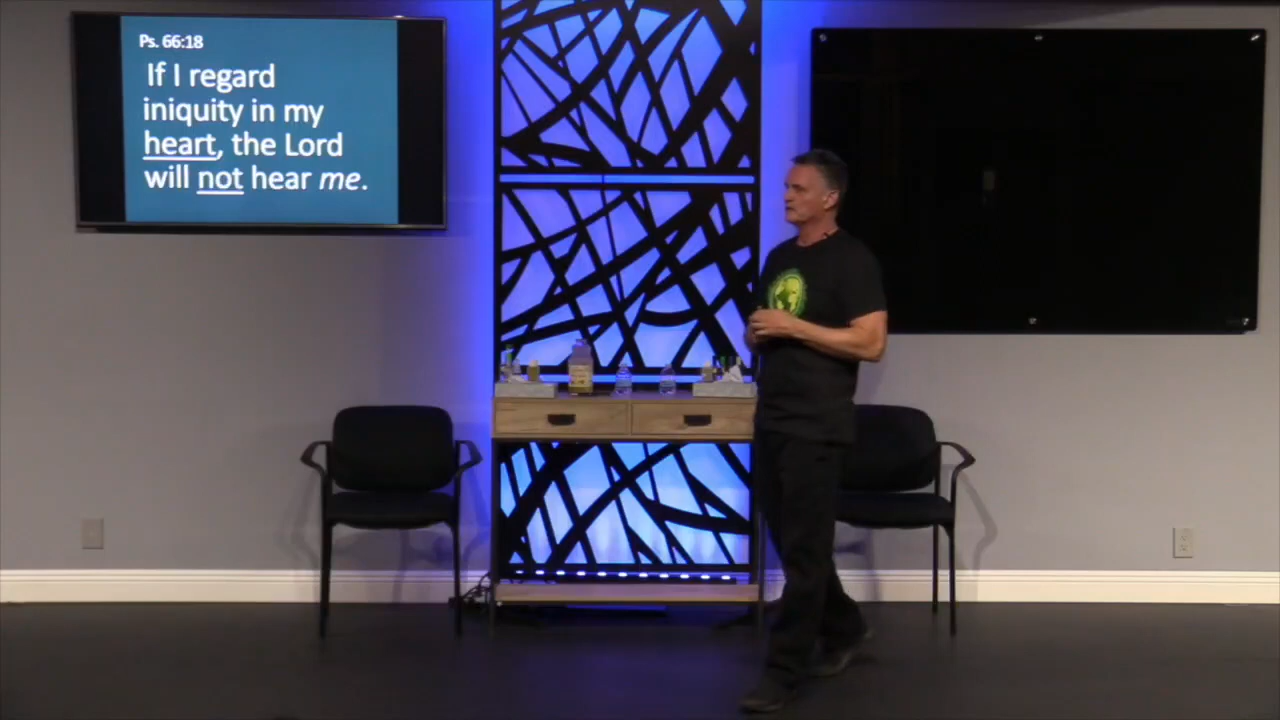 Ps. 66:18
If I regard
iniquity in my
heart, the Lord
will not hear me.